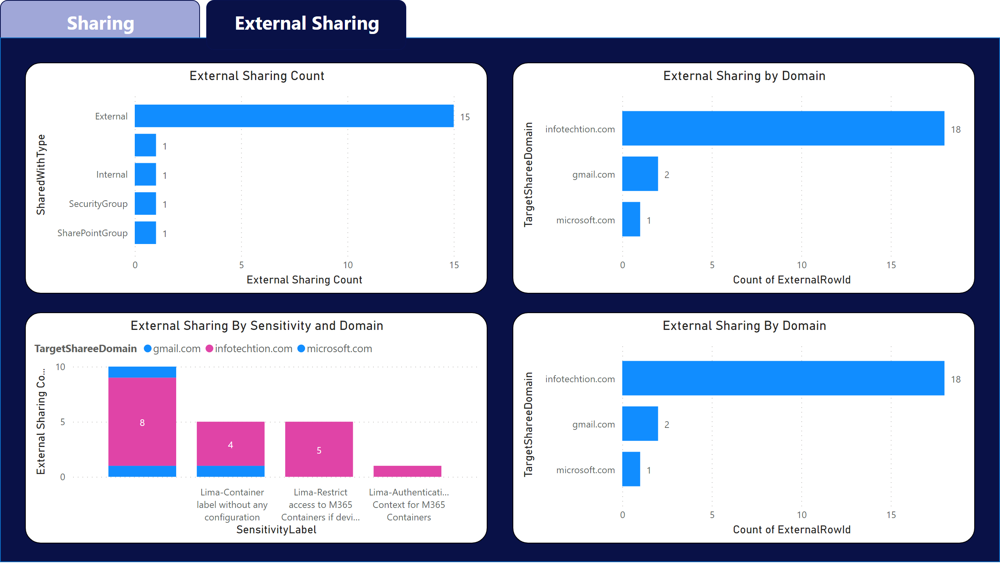 Sharing
External Sharing
External Sharing Count
SharedWithType
External
15
1
Internal
1
SecurityGroup
1
SharePointGroup
1
0 5 10 15
External Sharing Count
External Sharing by Domain
TargetShareeDomain
infotechtion.com
18
gmail.com
2
microsoft.com
1
0 5 10 15
Count of ExternalRowId
External Sharing By Sensitivity and Domain
TargetShareeDomain gmail.com infotechtion.com microsoft.com
External Sharing Co...
10
5
0
8
4
5
Lima-Container
label without any
configuration
Lima-Restrict
access to M365
Containers if devi...
Lima-Authenticati...
Context for M365
Containers
SensitivityLabel
External Sharing By Domain
TargetShareeDomain
infotechtion.com
18
gmail.com
2
microsoft.com
1
0 5 10 15
Count of ExternalRowId